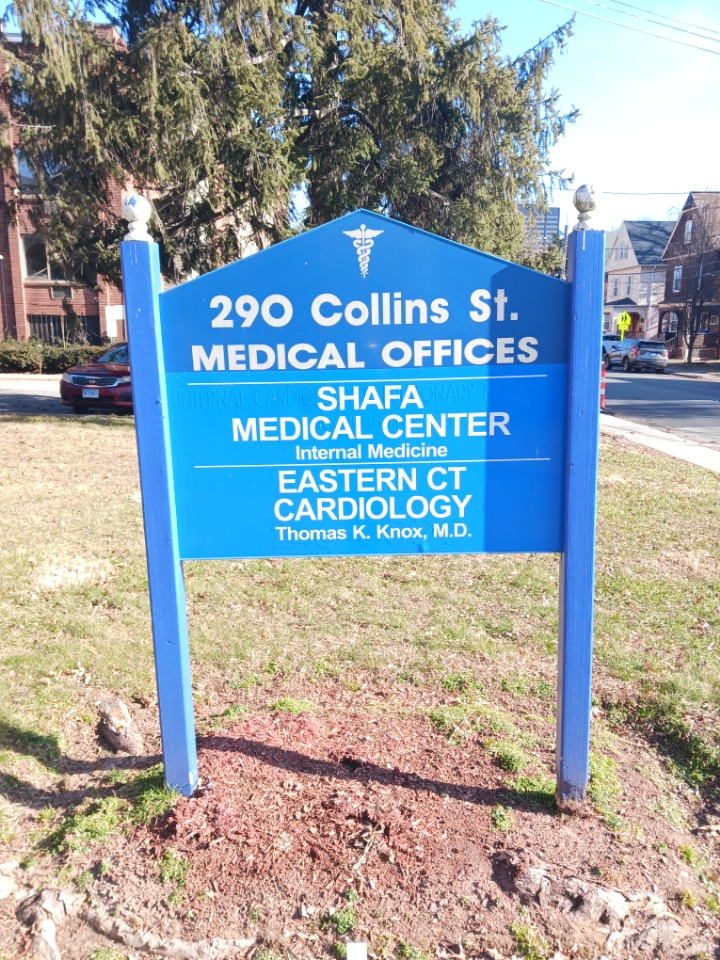 290 Collins St.
MEDICAL OFFICES
SHAFA
MEDICAL CENTER
Internal Medicine
EASTERN CT
CARDIOLOGY
Thomas K. Knox, M.D.